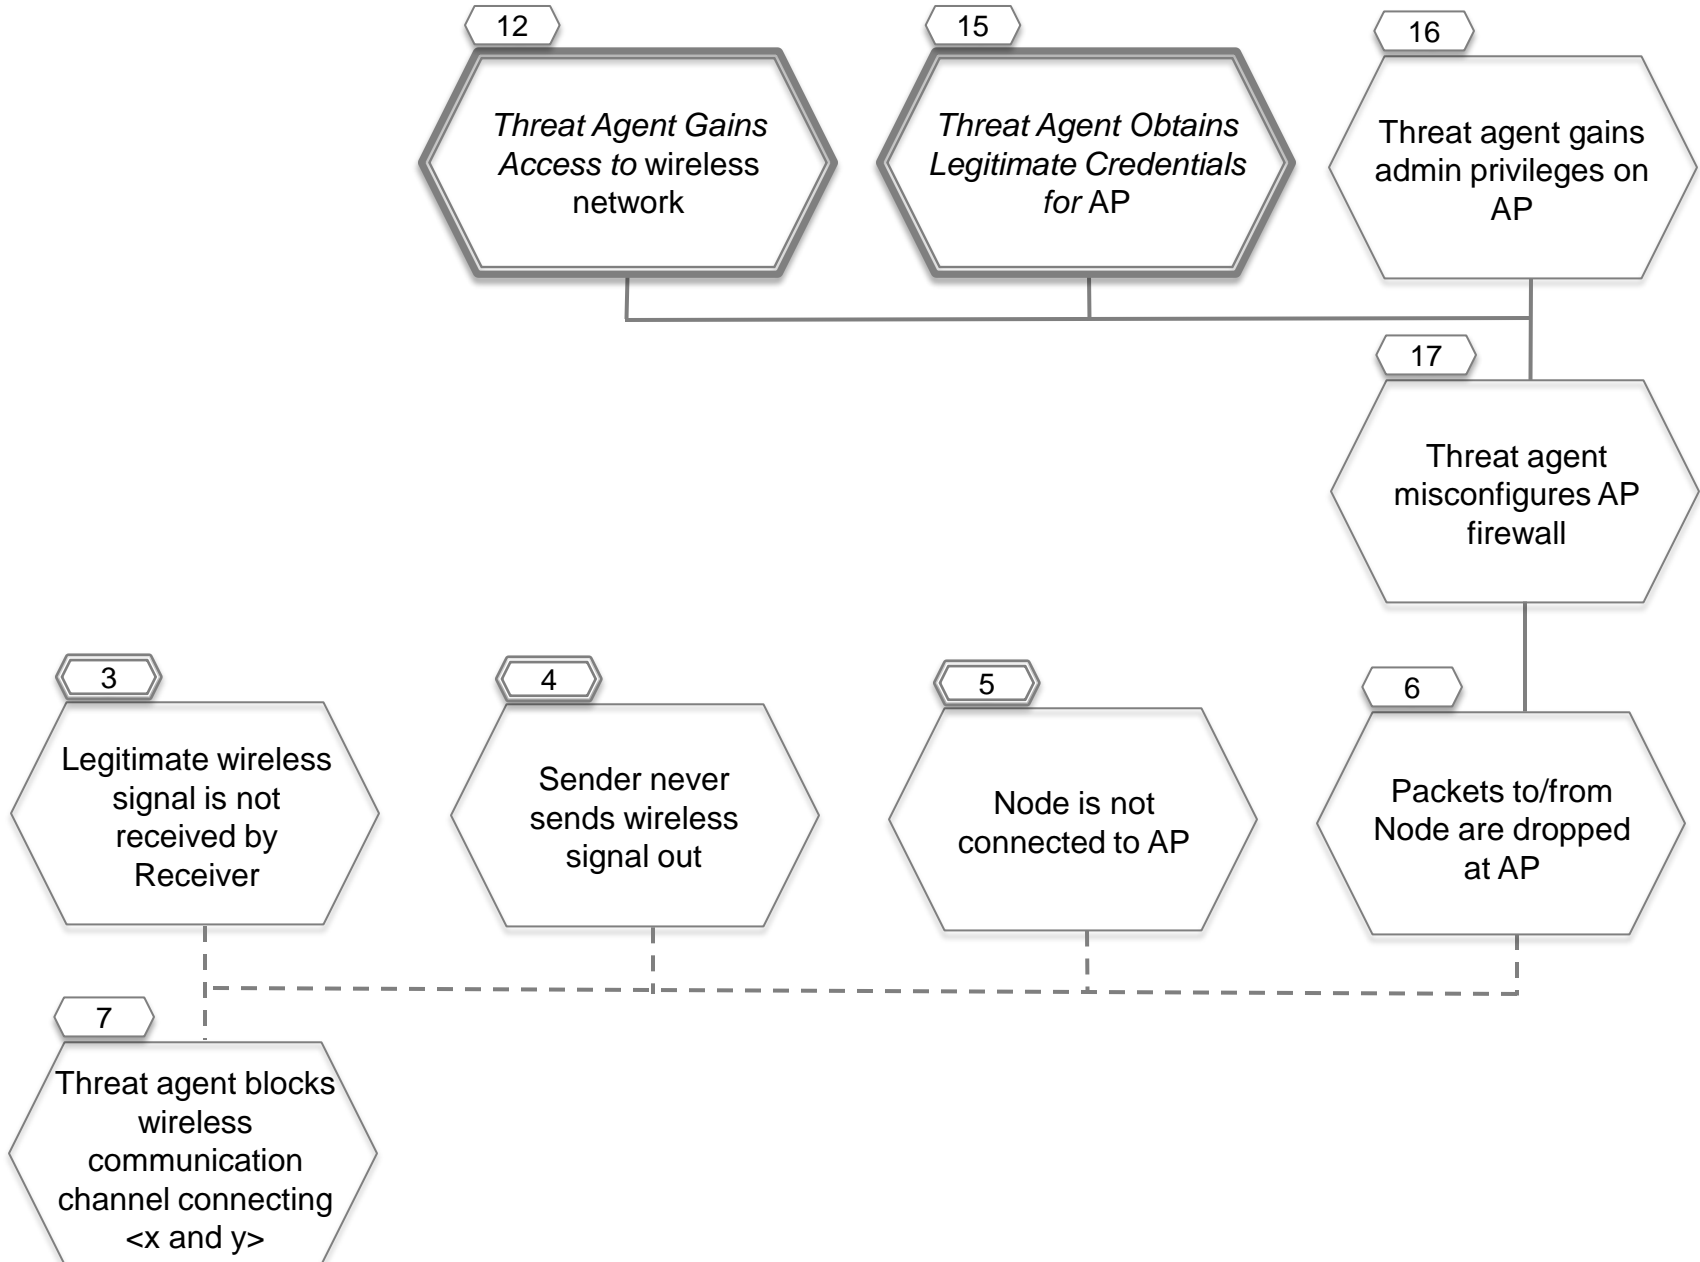 12
Threat Agent Gains
Access to wireless
network
15
Threat Agent Obtains
Legitimate Credentials
for AP
16
Threat agent gains
admin privileges on
AP
17
Threat agent
misconfigures AP
firewall
3
Legitimate wireless
signal is not
received by
Receiver
4
Sender never
sends wireless
signal out
5
Node is not
connected to AP
6
Packets to/from
Node are dropped
at AP
7
Threat agent blocks
wireless
communication
channel connecting
<x and y>